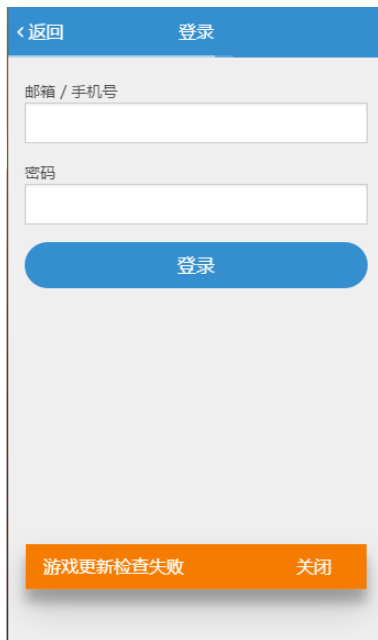 返回 登录
邮箱 / 手机号
密码
登录
游戏更新检查失败 关闭